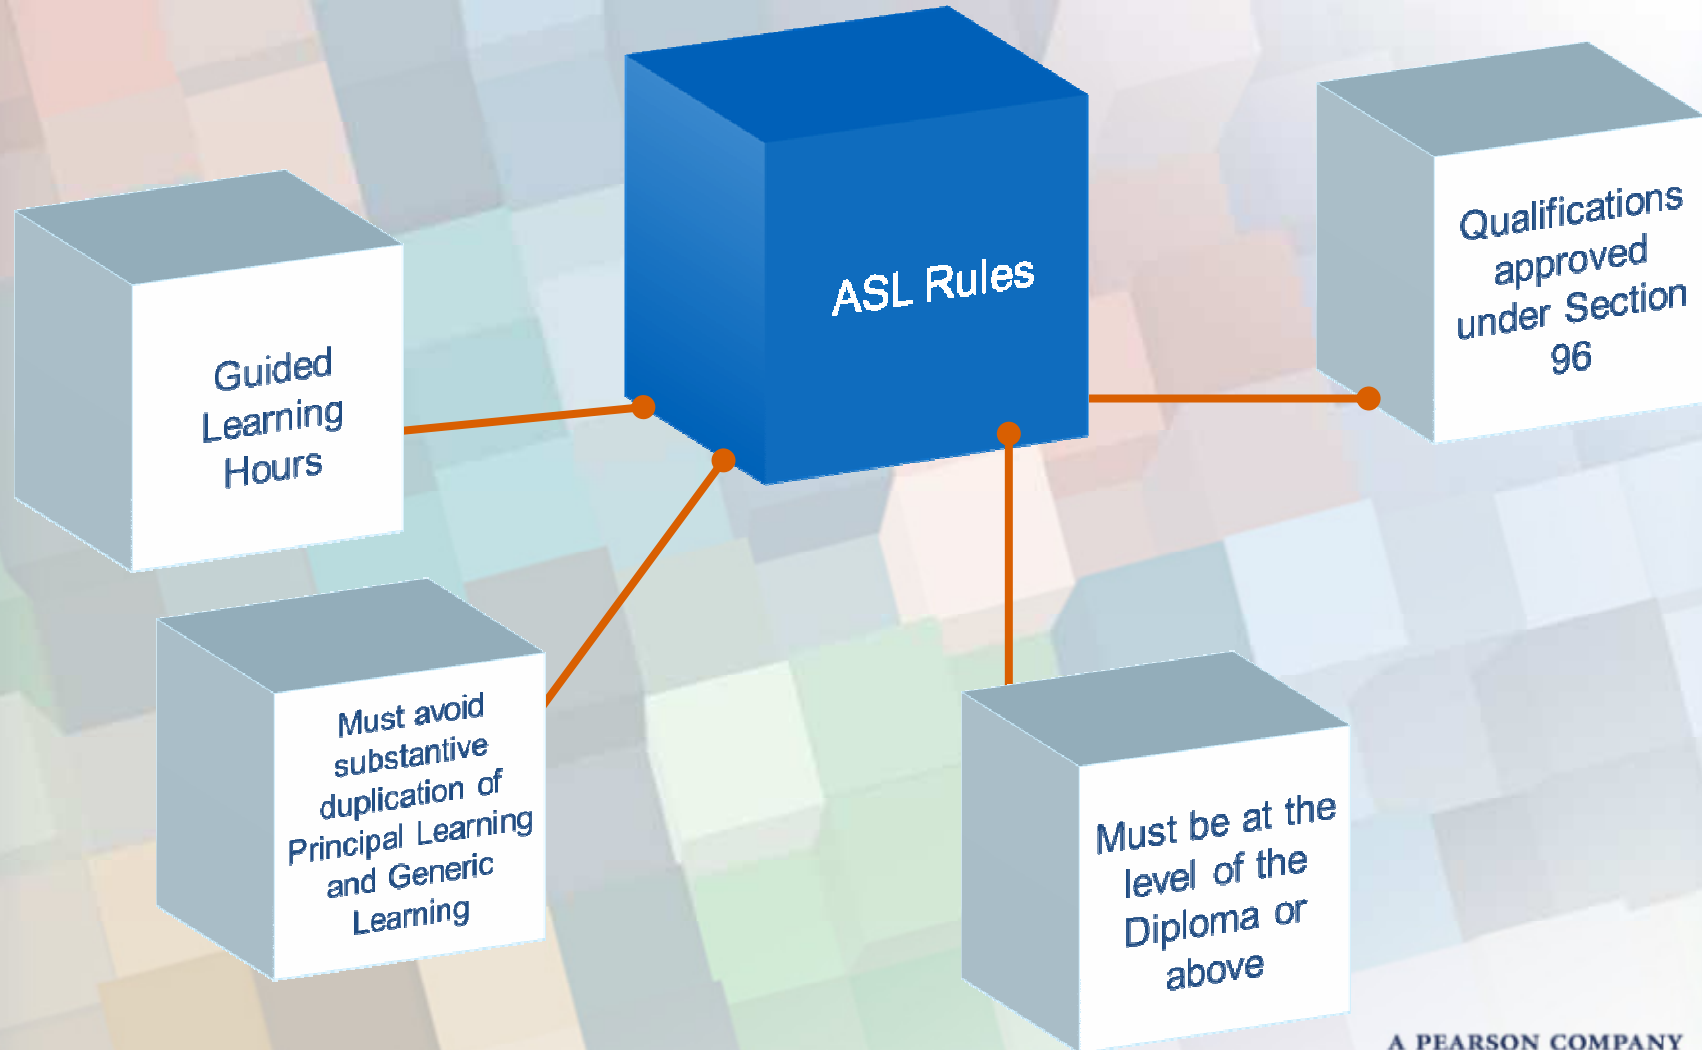 ASL Rules
Qualifications
approved
under Section
96
Guided
Learning
Hours
Must avoid
substantive
duplication of
Principal Learning
and Generic
Learning
Must be at the
level of the
Diploma or
above
A PEARSON COMPANY